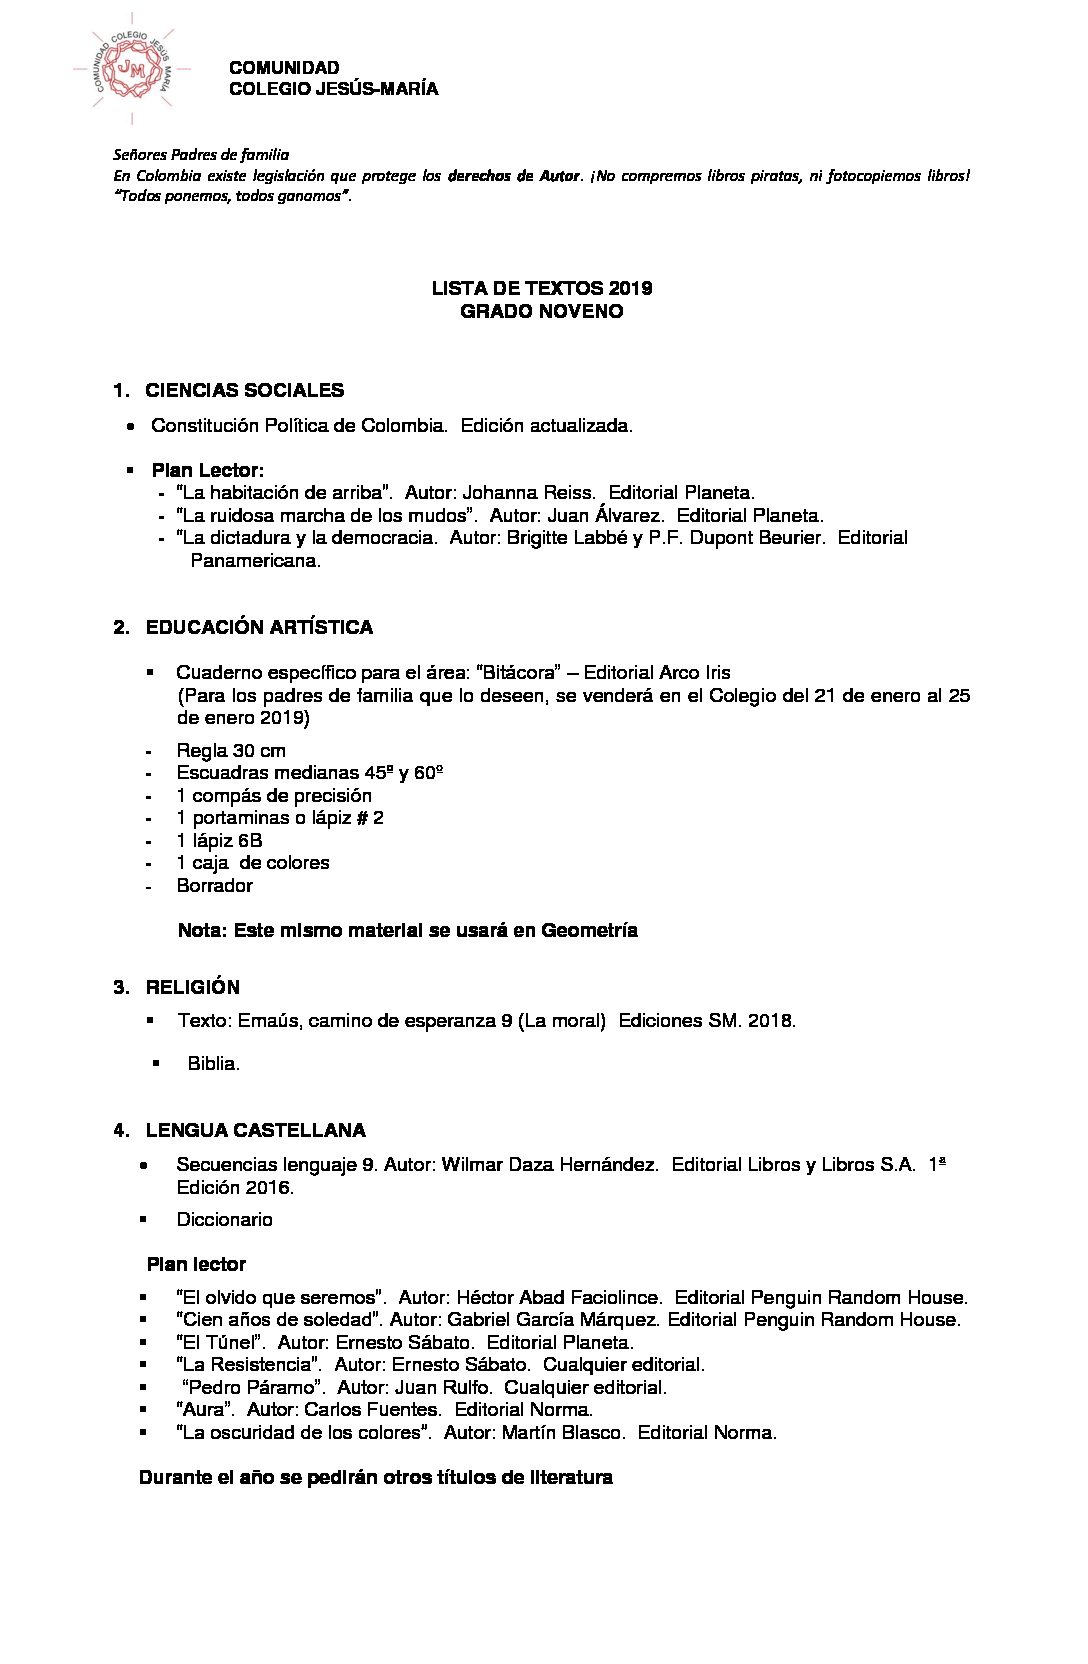 COMUNIDAD COLEGIO JESÚS MARÍA
JM
COMUNIDAD
COLEGIO JESÚS-MARÍA
Señores Padres de familia
En Colombia existe legislación que protege los derechos de Autor. ¡No compremos libros piratas, ni fotocopiemos libros!
“Todos ponemos, todos ganamos”.
LISTA DE TEXTOS 2019
GRADO NOVENO
1. CIENCIAS SOCIALES
• Constitución Política de Colombia. Edición actualizada.
▪ Plan Lector:
- “La habitación de arriba”. Autor: Johanna Reiss. Editorial Planeta.
- “La ruidosa marcha de los mudos”. Autor: Juan Álvarez. Editorial Planeta.
- “La dictadura y la democracia. Autor: Brigitte Labbé y P.F. Dupont Beurier. Editorial
Panamericana.
2. EDUCACIÓN ARTÍSTICA
▪ Cuaderno específico para el área: “Bitácora” – Editorial Arco Iris
(Para los padres de familia que lo deseen, se venderá en el Colegio del 21 de enero al 25
de enero 2019)
- Regla 30 cm
- Escuadras medianas 45º y 60º
- 1 compás de precisión
- 1 portaminas o lápiz # 2
- 1 lápiz 6B
- 1 caja de colores
- Borrador
Nota: Este mismo material se usará en Geometría
3. RELIGIÓN
▪ Texto: Emaús, camino de esperanza 9 (La moral) Ediciones SM. 2018.
▪ Biblia.
4. LENGUA CASTELLANA
• Secuencias lenguaje 9. Autor: Wilmar Daza Hernández. Editorial Libros y Libros S.A. 1ª
Edición 2016.
▪ Diccionario
Plan lector
▪ “El olvido que seremos”. Autor: Héctor Abad Faciolince. Editorial Penguin Random House.
▪ “Cien años de soledad”. Autor: Gabriel García Márquez. Editorial Penguin Random House.
▪ “El Túnel”. Autor: Ernesto Sábato. Editorial Planeta.
▪ “La Resistencia”. Autor: Ernesto Sábato. Cualquier editorial.
▪ “Pedro Páramo”. Autor: Juan Rulfo. Cualquier editorial.
▪ “Aura”. Autor: Carlos Fuentes. Editorial Norma.
▪ “La oscuridad de los colores”. Autor: Martín Blasco. Editorial Norma.
Durante el año se pedirán otros títulos de literatura